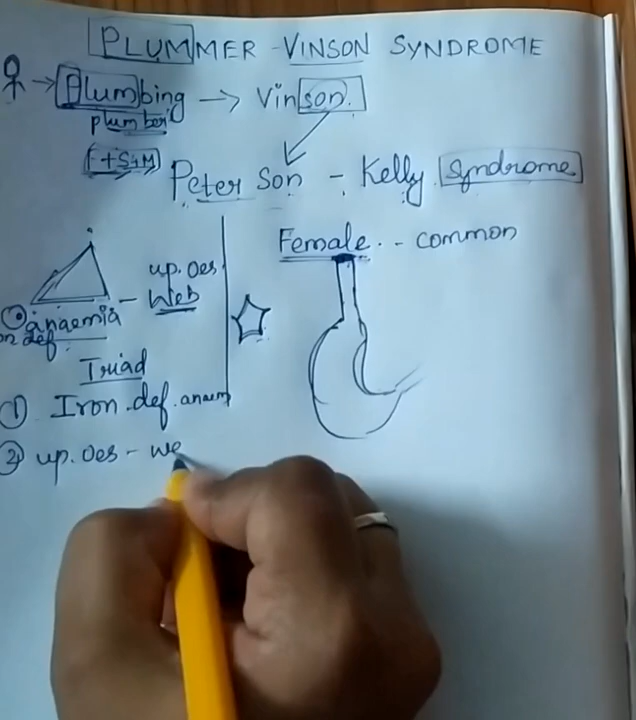 PLUMMER - VINSON SYNDROME
Plumbing → Vinson.
plumber
F+S+M
Peter Son - Kelly Syndrome
Female. - common
up. Oes.
Web
anaemia
def.
Triad
① Iron. def. anaem
② up. Oes - We